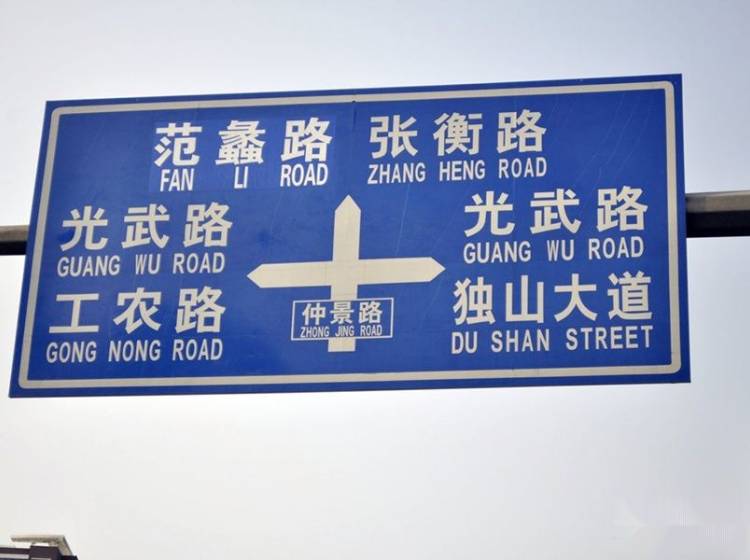 范蠡路 张衡路
FAN LI ROAD ZHANG HENG ROAD
光武路 光武路
GUANG WU ROAD GUANG WU ROAD
工农路 仲景路 独山大道
GONG NONG ROAD ZHONG JING ROAD DU SHAN STREET